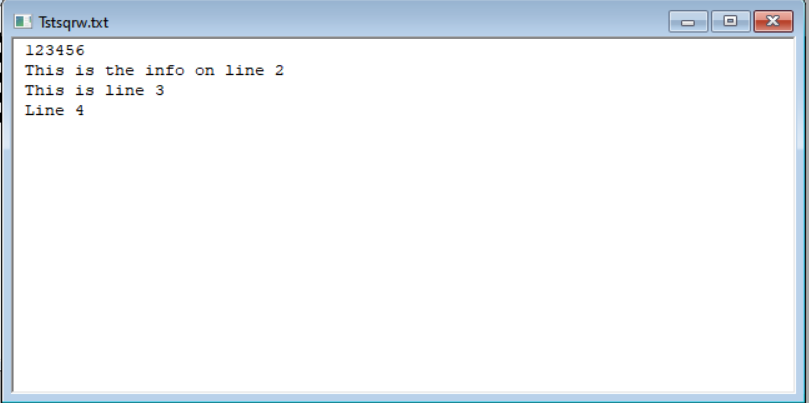 Tstsqrw.txt
123456
This is the info on line 2
This is line 3
Line 4